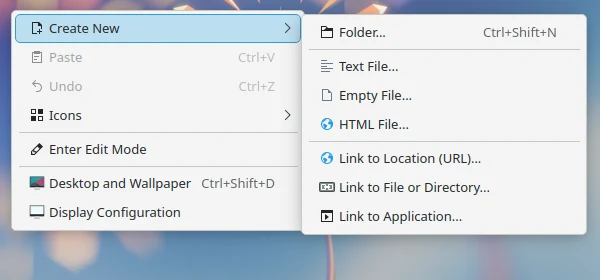 Create New
Paste Ctrl+V
Undo Ctrl+Z
Icons
Enter Edit Mode
Desktop and Wallpaper Ctrl+Shift+D
Display Configuration
Folder... Ctrl+Shift+N
Text File...
Empty File...
HTML File...
Link to Location (URL)...
Link to File or Directory...
Link to Application...